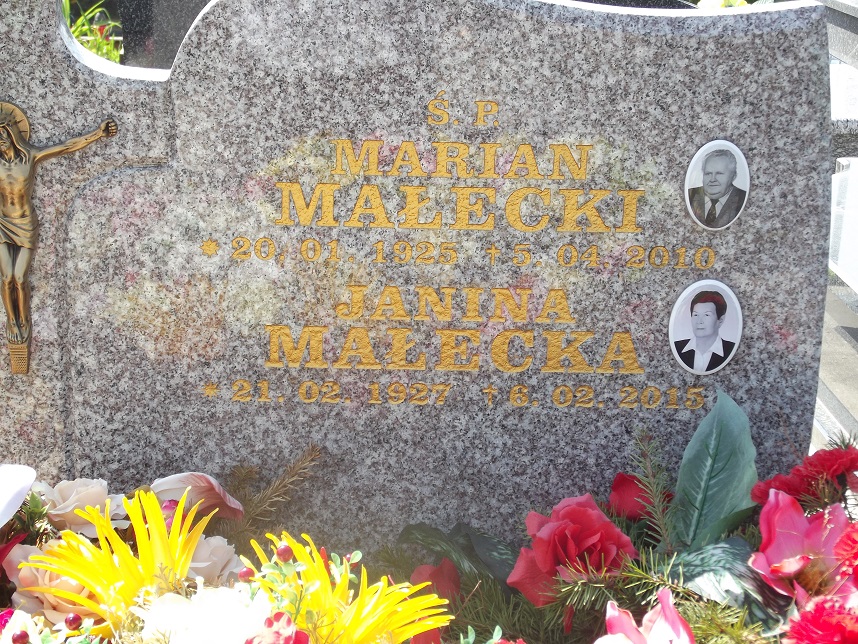 Ś. P.
MARIAN
MAŁECKI
* 20. 01. 1925 † 5. 04. 2010
JANINA
MAŁECKA
* 21. 02. 1927 † 6. 02. 2015